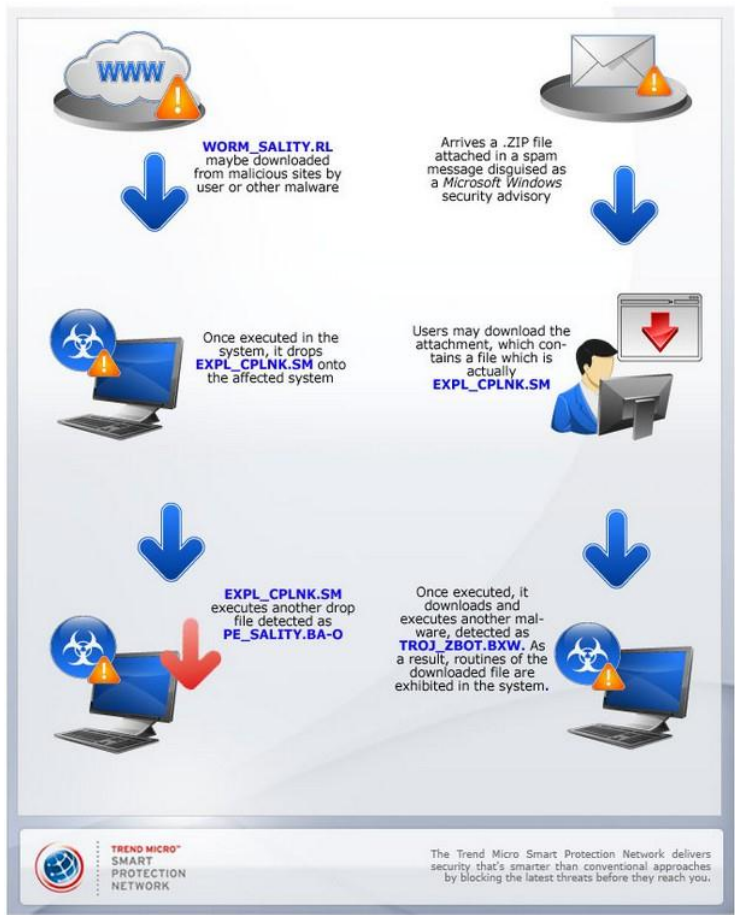 WWW
WORM_SALITY.RL
maybe downloaded
from malicious sites by
user or other malware
Arrives a .ZIP file
attached in a spam
message disguised as
a Microsoft Windows
security advisory
Once executed in the
system, it drops
EXPL_CPLNK.SM onto
the affected system
Users may download the
attachment, which con-
tains a file which is
actually
EXPL_CPLNK.SM
EXPL_CPLNK.SM
executes another drop
file detected as
PE_SALITY.BA-O
Once executed, it
downloads and
executes another mal-
ware, detected as
TROJ_ZBOT.BXW. As
a result, routines of the
downloaded file are
exhibited in the system.
TREND MICRO™
SMART
PROTECTION
NETWORK
The Trend Micro Smart Protection Network delivers
security that's smarter than conventional approaches
by blocking the latest threats before they reach you.